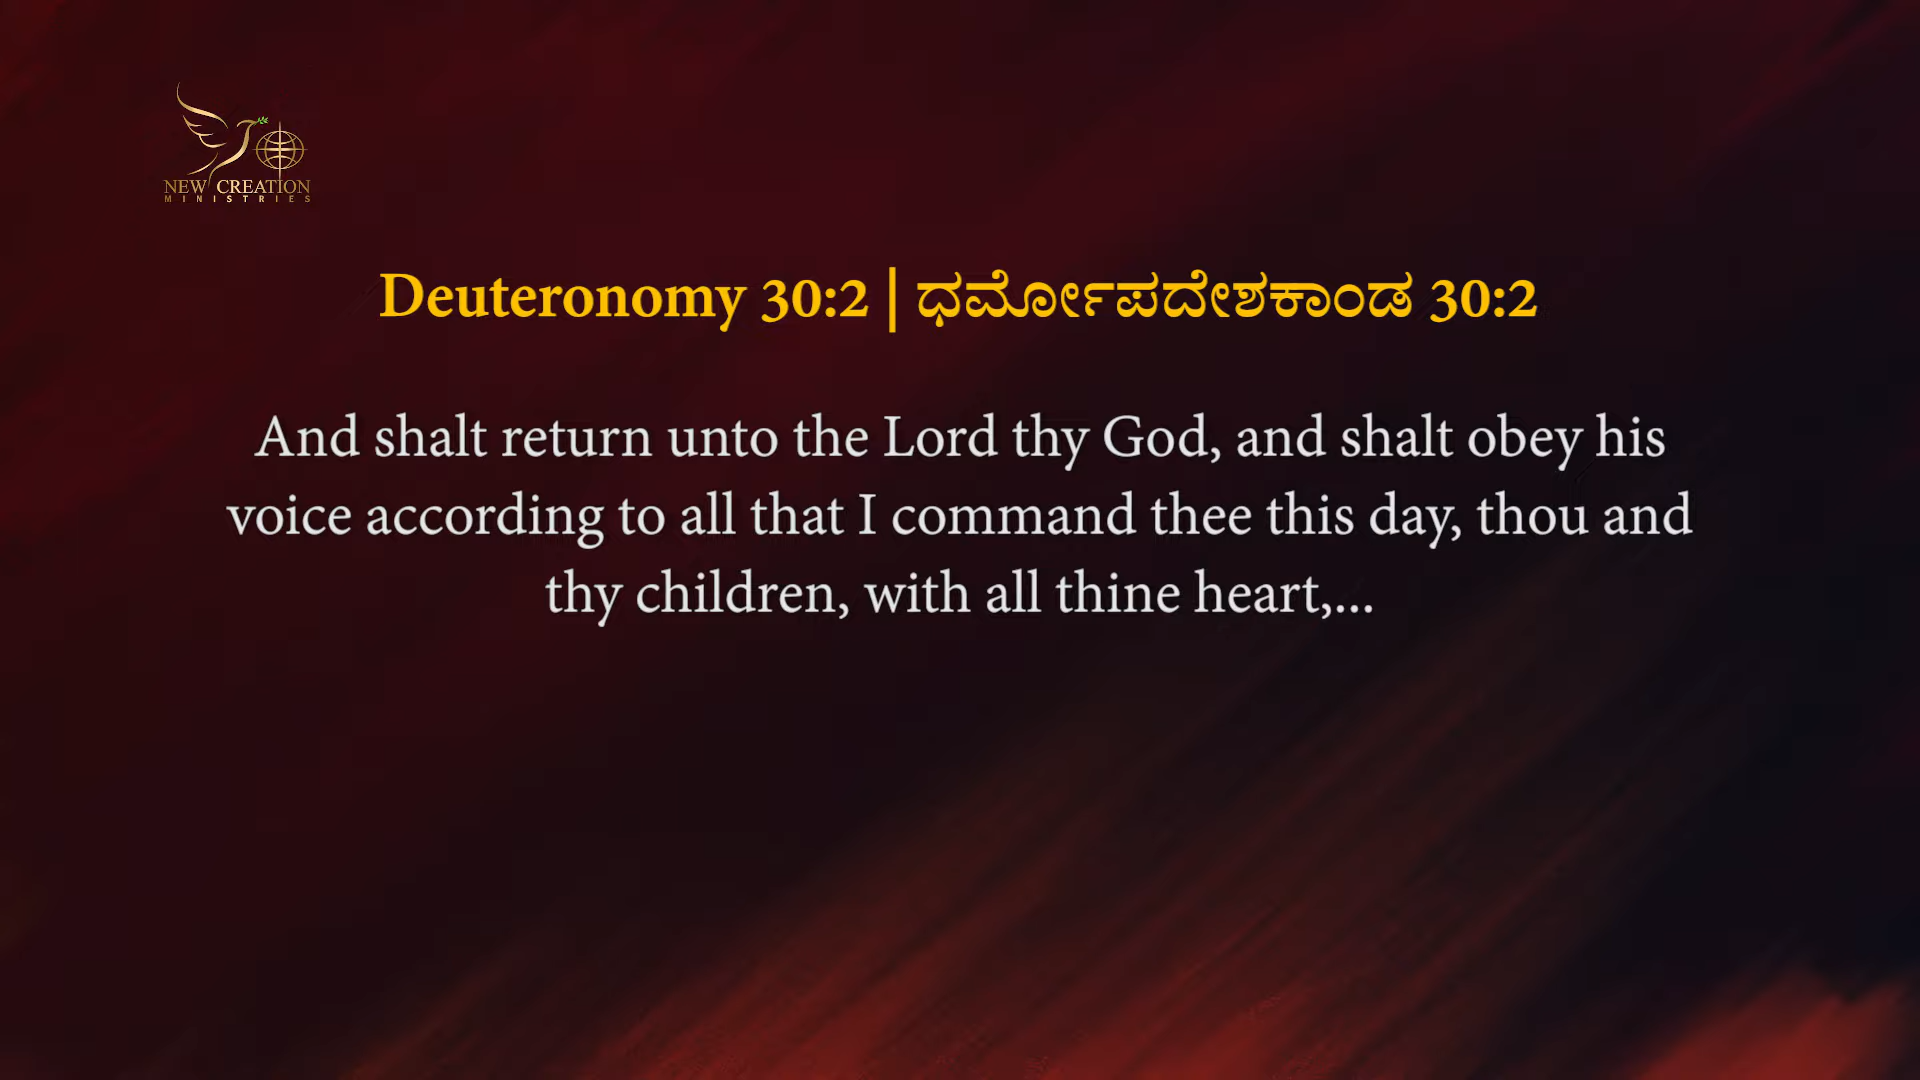 NEW CREATION
MINISTRIES
Deuteronomy 30:2 | ಧರ್ಮೋಪದೇಶಕಾಂಡ 30:2
And shalt return unto the Lord thy God, and shalt obey his
voice according to all that I command thee this day, thou and
thy children, with all thine heart,...